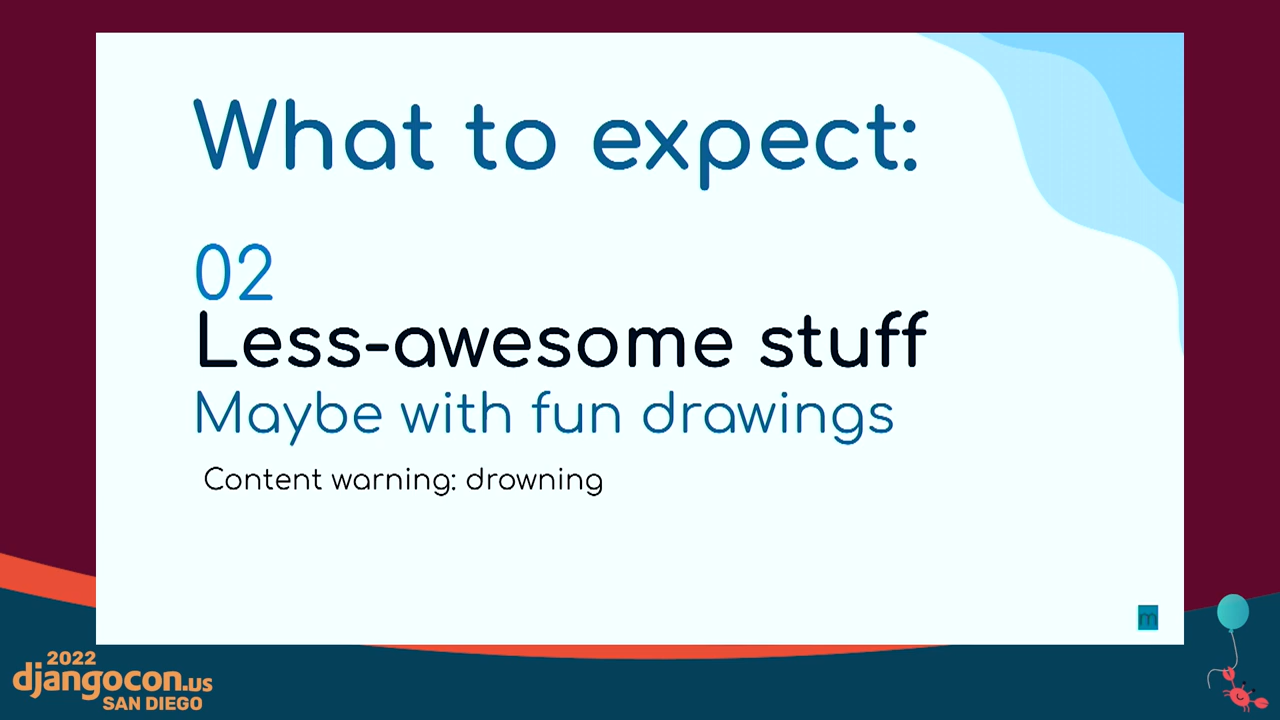 What to expect:
02
Less-awesome stuff
Maybe with fun drawings
Content warning: drowning
m
2022
djangocon.us
SAN DIEGO